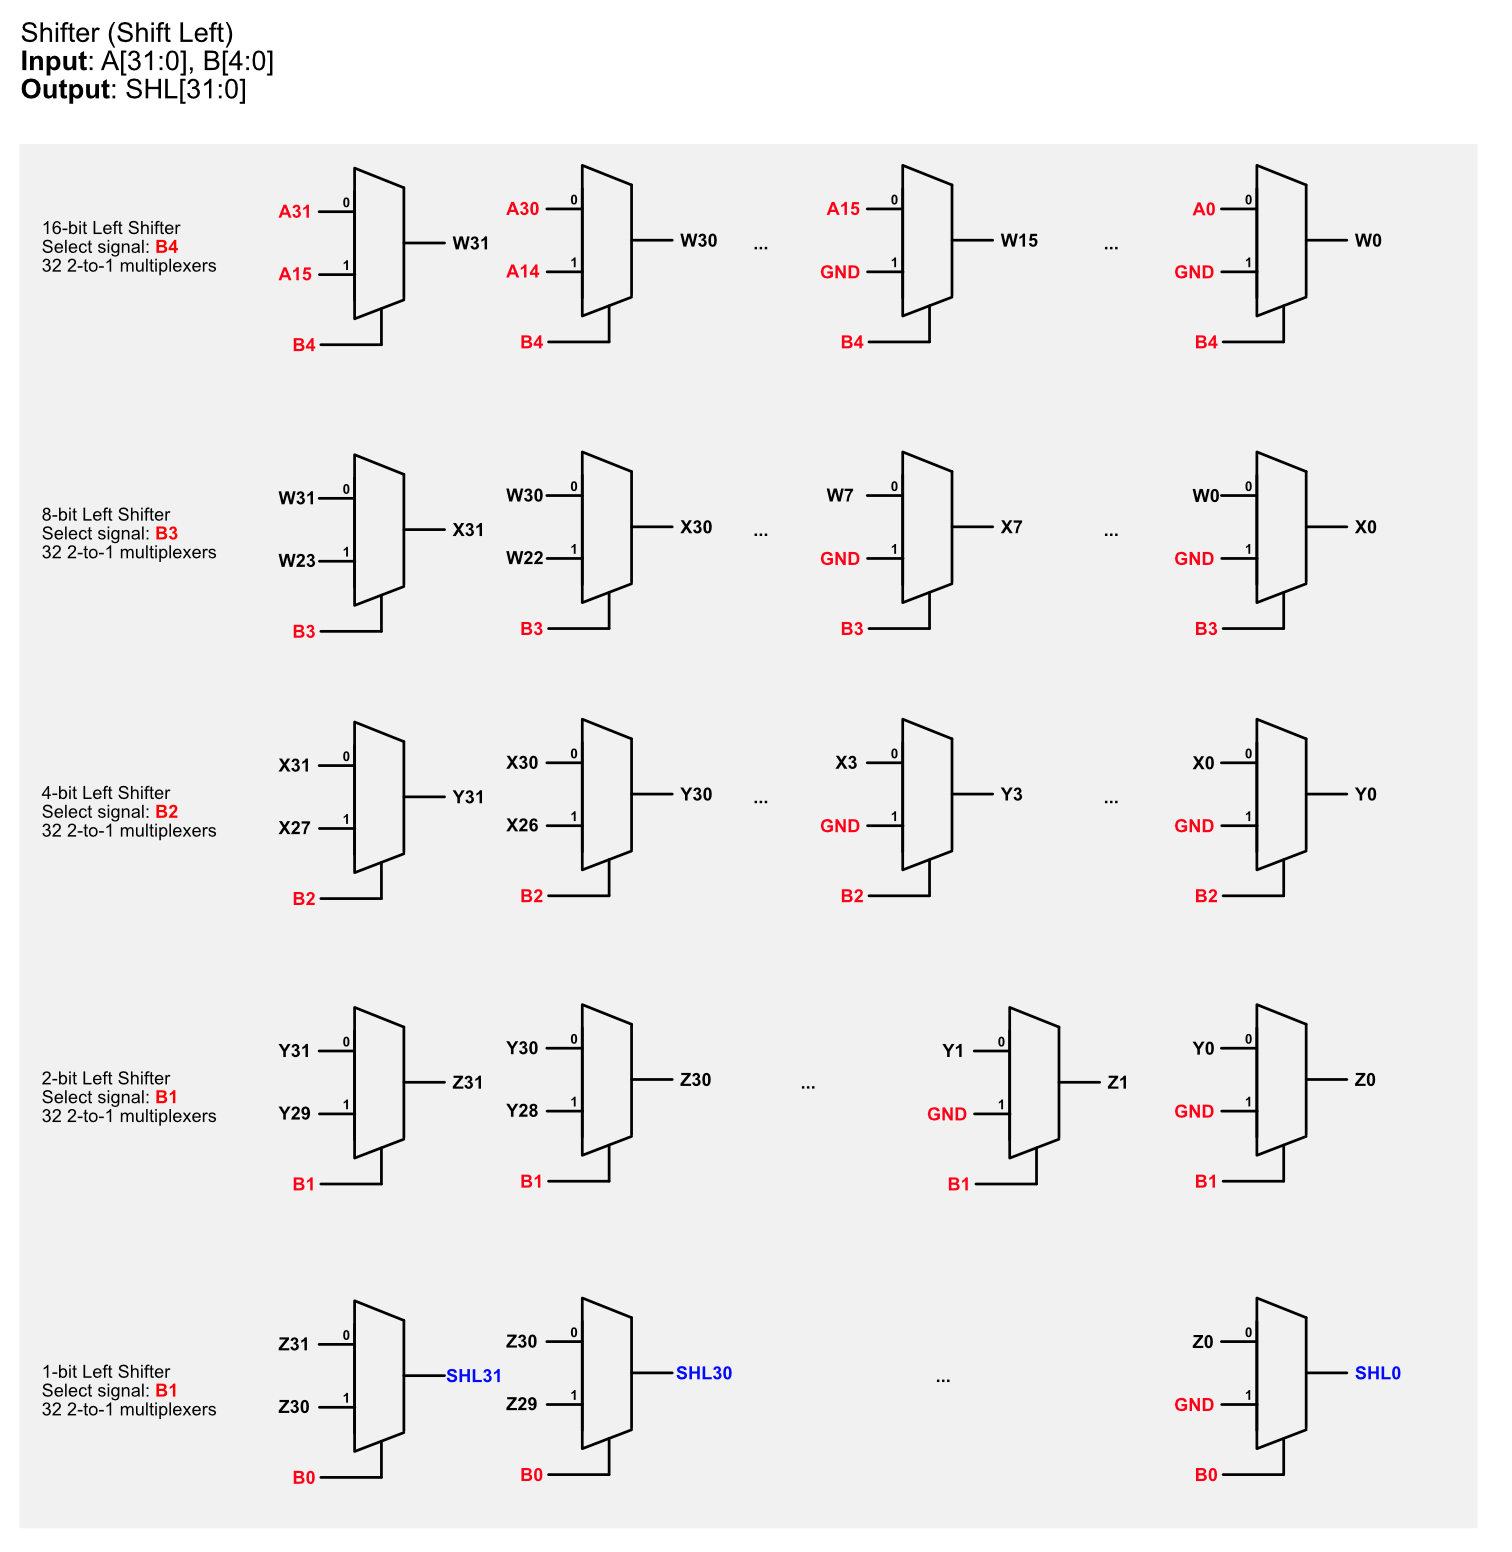 Shifter (Shift Left)
Input: A[31:0], B[4:0]
Output: SHL[31:0]
16-bit Left Shifter
Select signal: B4
32 2-to-1 multiplexers
A31 0
A15 1
B4
W31
A30 0
A14 1
B4
W30
...
A15 0
GND 1
B4
W15
...
A0 0
GND 1
B4
W0
8-bit Left Shifter
Select signal: B3
32 2-to-1 multiplexers
W31 0
W23 1
B3
X31
W30 0
W22 1
B3
X30
...
W7 0
GND 1
B3
X7
...
W0 0
GND 1
B3
X0
4-bit Left Shifter
Select signal: B2
32 2-to-1 multiplexers
X31 0
X27 1
B2
Y31
X30 0
X26 1
B2
Y30
...
X3 0
GND 1
B2
Y3
...
X0 0
GND 1
B2
Y0
2-bit Left Shifter
Select signal: B1
32 2-to-1 multiplexers
Y31 0
Y29 1
B1
Z31
Y30 0
Y28 1
B1
Z30
...
Y1 0
GND 1
B1
Z1
Y0 0
GND 1
B1
Z0
1-bit Left Shifter
Select signal: B1
32 2-to-1 multiplexers
Z31 0
Z30 1
B0
SHL31
Z30 0
Z29 1
B0
SHL30
...
Z0 0
GND 1
B0
SHL0